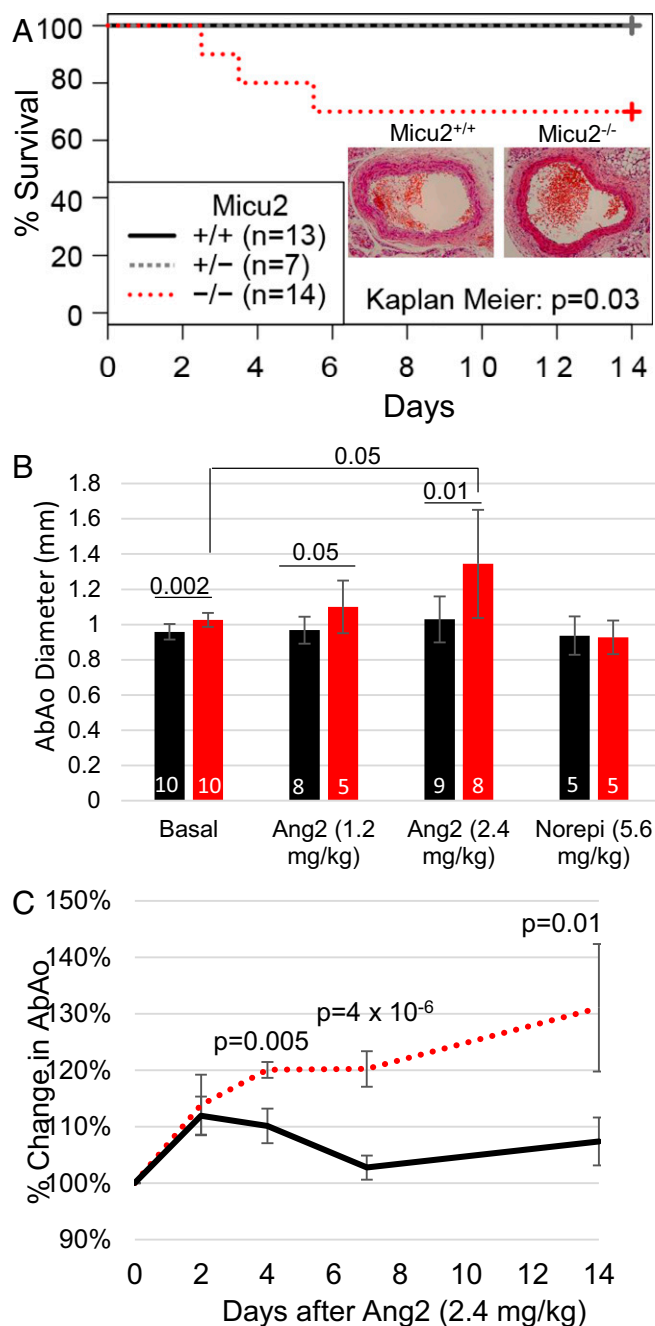 A
100
80
60
40
20
0
% Survival
Micu2+/+
Micu2-/-
Micu2
+/+ (n=13)
+/− (n=7)
−/− (n=14)
Kaplan Meier: p=0.03
0 2 4 6 8 10 12 14
Days
B
0.05
0.01
0.05
0.002
1.8
1.6
1.4
1.2
1
0.8
0.6
0.4
0.2
0
AbAo Diameter (mm)
10 10 8 5 9 8 5 5
Basal
Ang2 (1.2
mg/kg)
Ang2 (2.4
mg/kg)
Norepi (5.6
mg/kg)
C
150%
140%
130%
120%
110%
100%
90%
% Change in AbAo
p=0.005
p=4 x 10-6
p=0.01
0 2 4 6 8 10 12 14
Days after Ang2 (2.4 mg/kg)